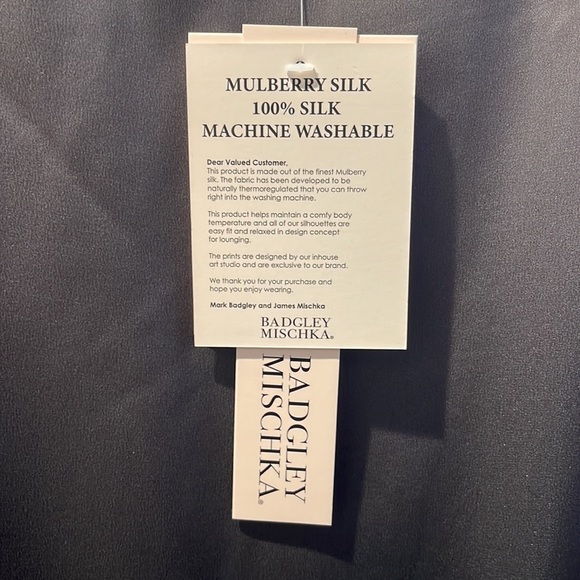 MULBERRY SILK
100% SILK
MACHINE WASHABLE
Dear Valued Customer,
This product is made out of the finest Mulberry
silk. The fabric has been developed to be
naturally thermoregulated that you can throw
right into the washing machine.
This product helps maintain a comfy body
temperature and all of our silhouettes are
easy fit and relaxed in design concept
for lounging.
The prints are designed by our inhouse
art studio and are exclusive to our brand.
We thank you for your purchase and
hope you enjoy wearing.
Mark Badgley and James Mischka
BADGLEY
MISCHKA®
BADGLEY
MISCHKA®